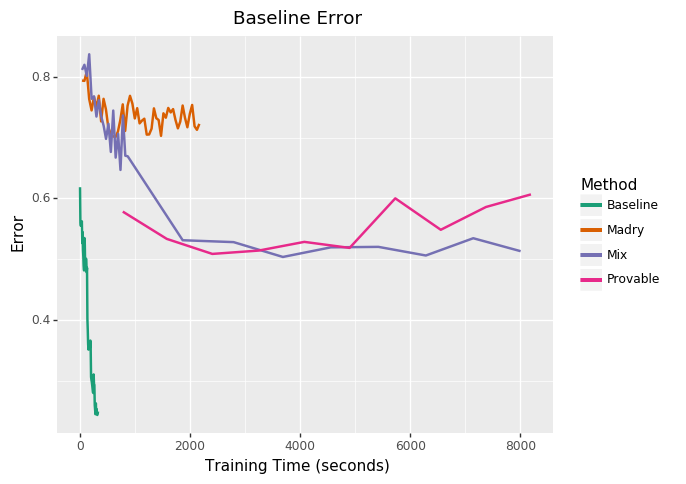 Baseline Error
Error
0.8
0.6
0.4
0
2000
4000
6000
8000
Training Time (seconds)
Method
Baseline
Madry
Mix
Provable